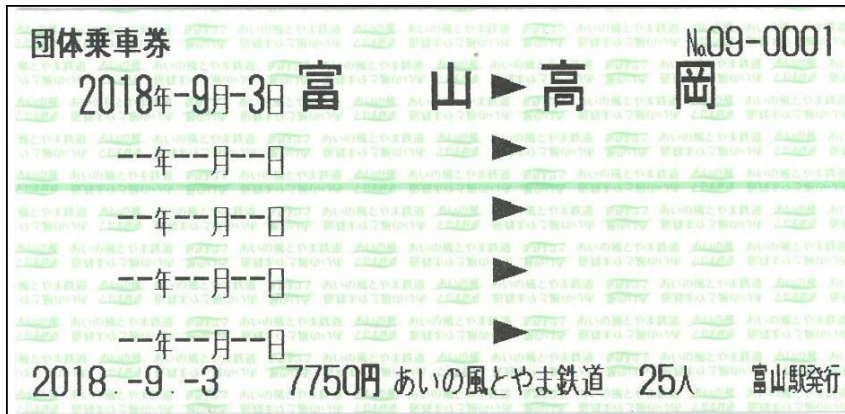 団体乗車券 №09-0001
2018年-9月-3日 富山▶高岡
--年--月--日 ▶
--年--月--日 ▶
--年--月--日 ▶
--年--月--日 ▶
2018.-9.-3 7750円 あいの風とやま鉄道 25人 富山駅発行